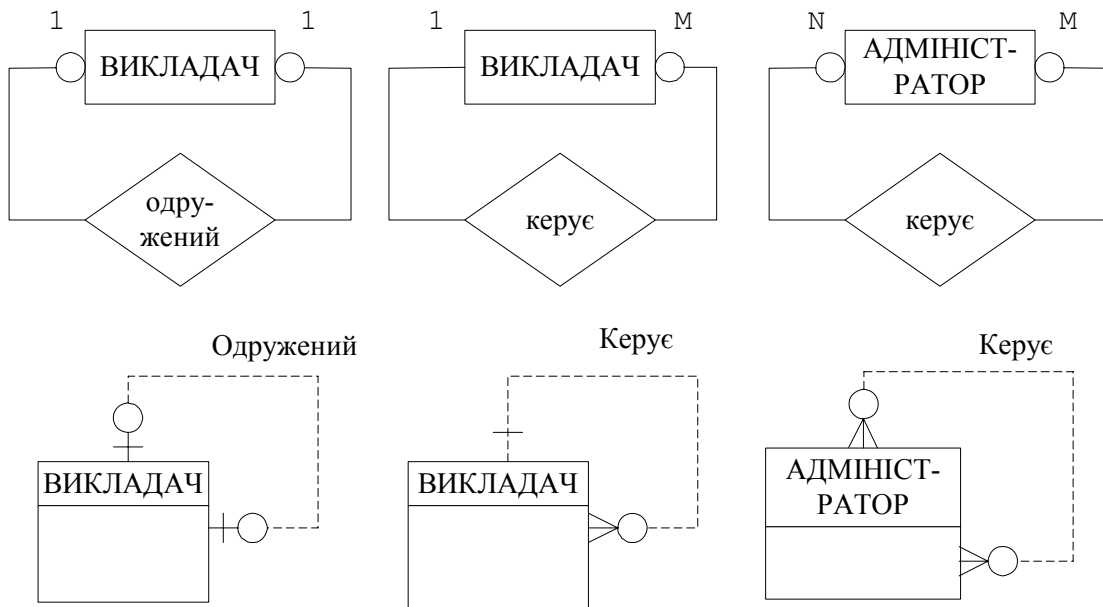 1 1 1 M N M
ВИКЛАДАЧ ВИКЛАДАЧ АДМІНІСТ-
РАТОР
одру-
жений керує керує
Одружений Керує Керує
ВИКЛАДАЧ ВИКЛАДАЧ АДМІНІСТ-
РАТОР